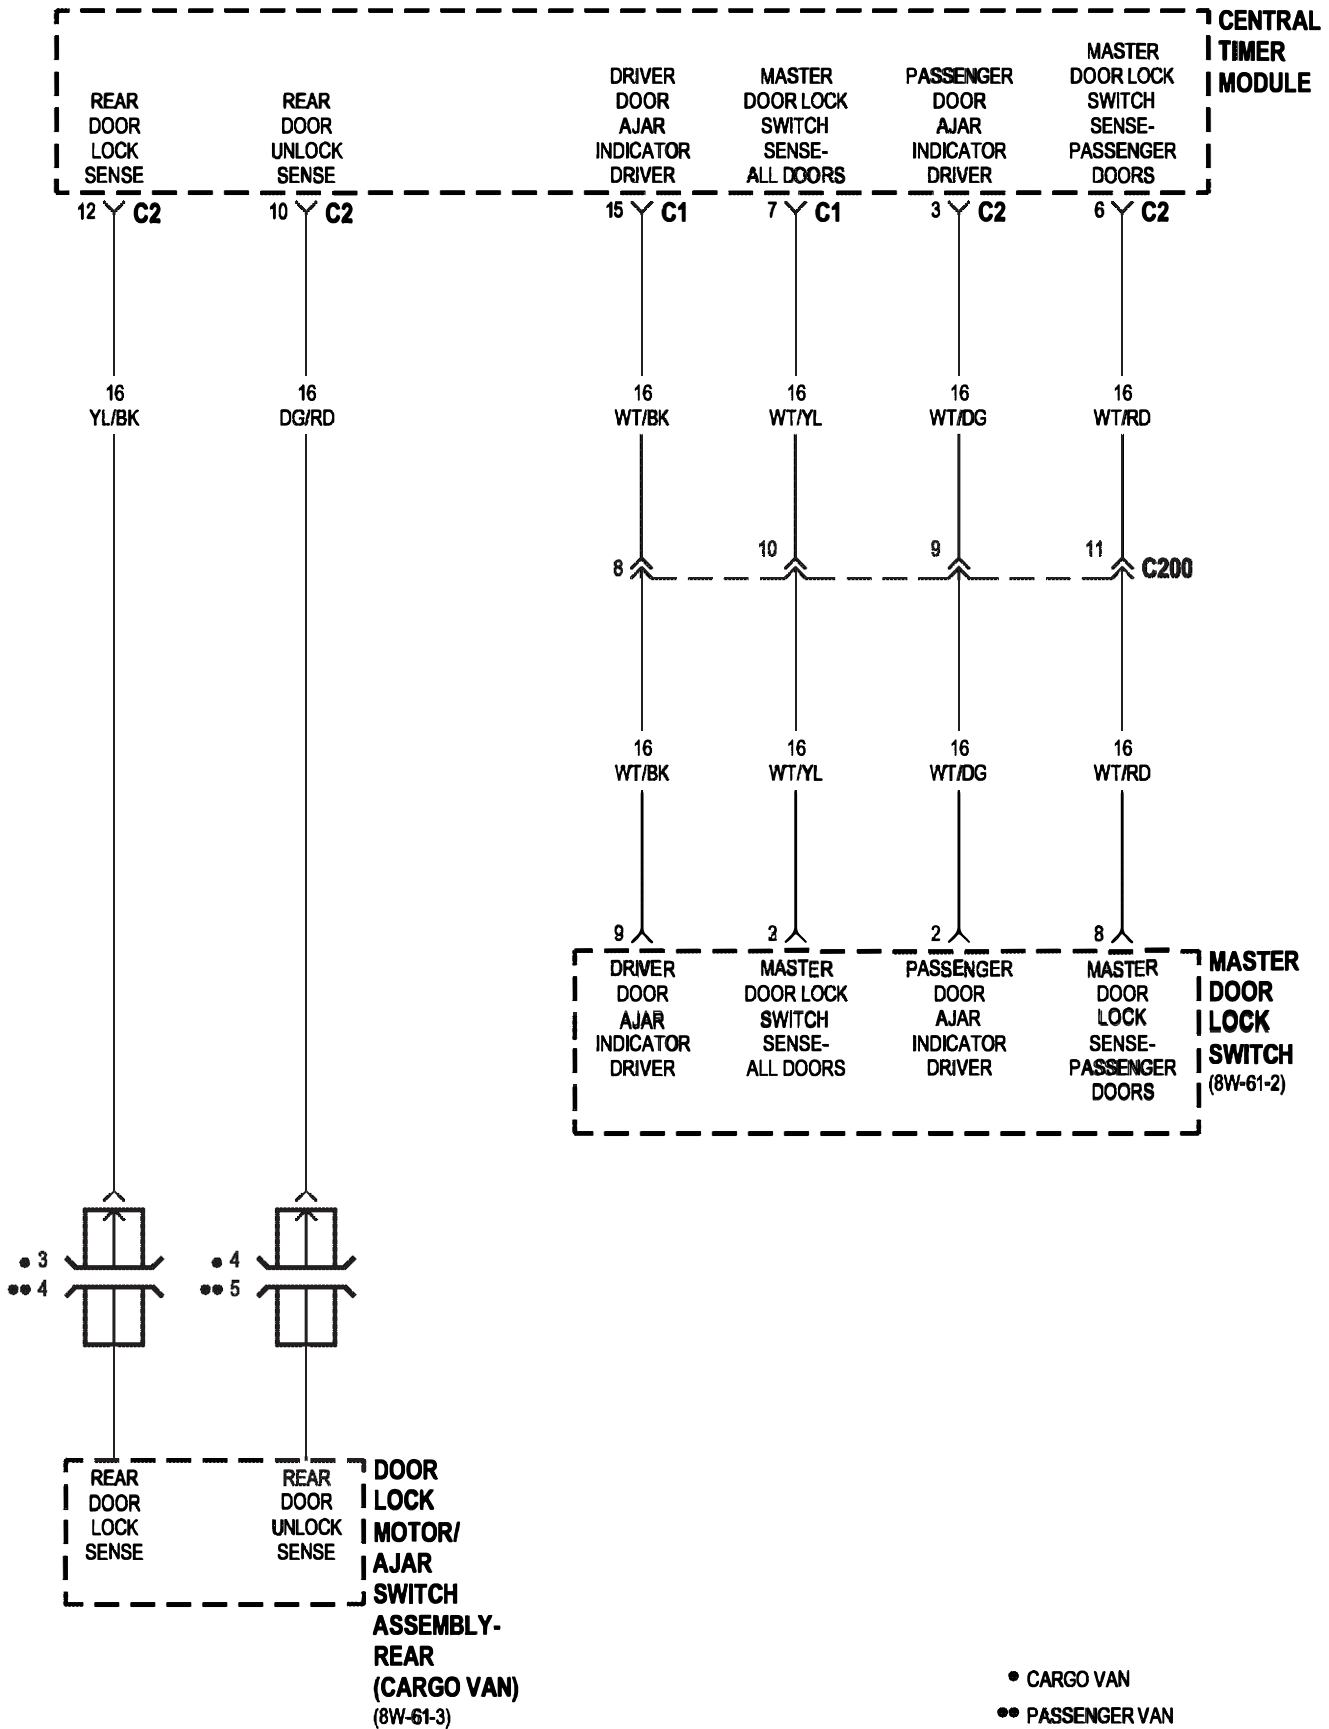 CENTRAL
TIMER
MODULE
REAR
DOOR
LOCK
SENSE
REAR
DOOR
UNLOCK
SENSE
DRIVER
DOOR
AJAR
INDICATOR
DRIVER
MASTER
DOOR LOCK
SWITCH
SENSE-
ALL DOORS
PASSENGER
DOOR
AJAR
INDICATOR
DRIVER
MASTER
DOOR LOCK
SWITCH
SENSE-
PASSENGER
DOORS
12 C2
10 C2
15 C1
7 C1
3 C2
6 C2
16
YL/BK
16
DG/RD
16
WT/BK
16
WT/YL
16
WT/DG
16
WT/RD
8
10
9
11
C200
16
WT/BK
16
WT/YL
16
WT/DG
16
WT/RD
9
2
8
DRIVER
DOOR
AJAR
INDICATOR
DRIVER
MASTER
DOOR LOCK
SWITCH
SENSE-
ALL DOORS
PASSENGER
DOOR
AJAR
INDICATOR
DRIVER
MASTER
DOOR
LOCK
SENSE-
PASSENGER
DOORS
MASTER
DOOR
LOCK
SWITCH
(8W-61-2)
• 3
•• 4
• 4
•• 5
REAR
DOOR
LOCK
SENSE
REAR
DOOR
UNLOCK
SENSE
DOOR
LOCK
MOTOR/
AJAR
SWITCH
ASSEMBLY-
REAR
(CARGO VAN)
(8W-61-3)
• CARGO VAN
•• PASSENGER VAN